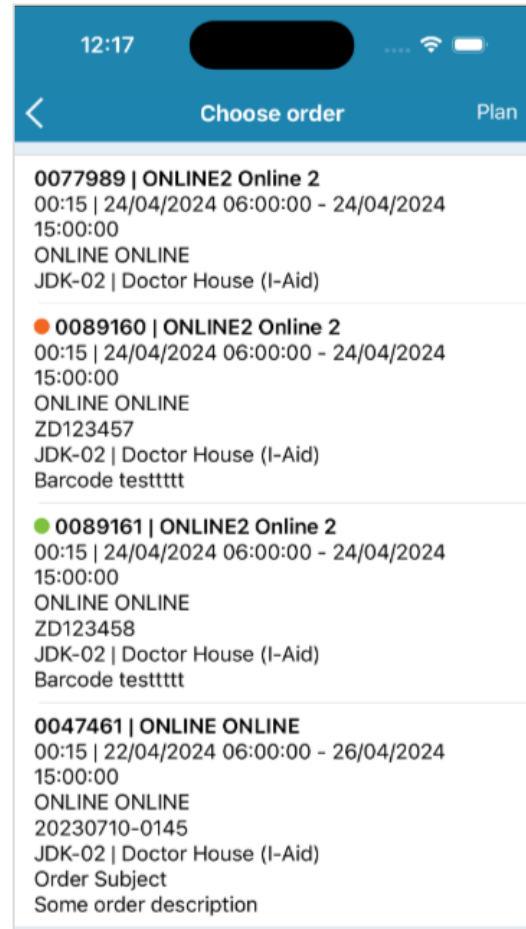 12:17
Choose order
Plan
0077989 | ONLINE2 Online 2
00:15 | 24/04/2024 06:00:00 - 24/04/2024
15:00:00
ONLINE ONLINE
JDK-02 | Doctor House (I-Aid)
0089160 | ONLINE2 Online 2
00:15 | 24/04/2024 06:00:00 - 24/04/2024
15:00:00
ONLINE ONLINE
ZD123457
JDK-02 | Doctor House (I-Aid)
Barcode testtttt
0089161 | ONLINE2 Online 2
00:15 | 24/04/2024 06:00:00 - 24/04/2024
15:00:00
ONLINE ONLINE
ZD123458
JDK-02 | Doctor House (I-Aid)
Barcode testtttt
0047461 | ONLINE ONLINE
00:15 | 22/04/2024 06:00:00 - 26/04/2024
15:00:00
ONLINE ONLINE
20230710-0145
JDK-02 | Doctor House (I-Aid)
Order Subject
Some order description